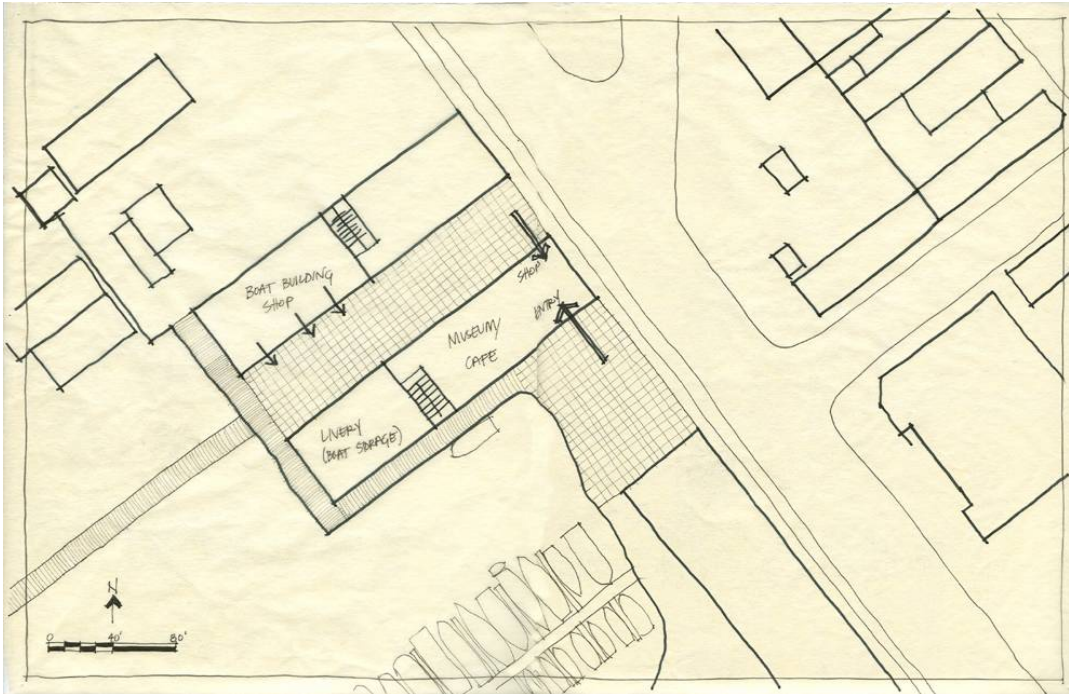 BOAT BUILDING
SHOP
SHOP
ENTRY
MUSEUM/
CAFE
LIVERY
(BOAT STORAGE)
N
0 40' 80'